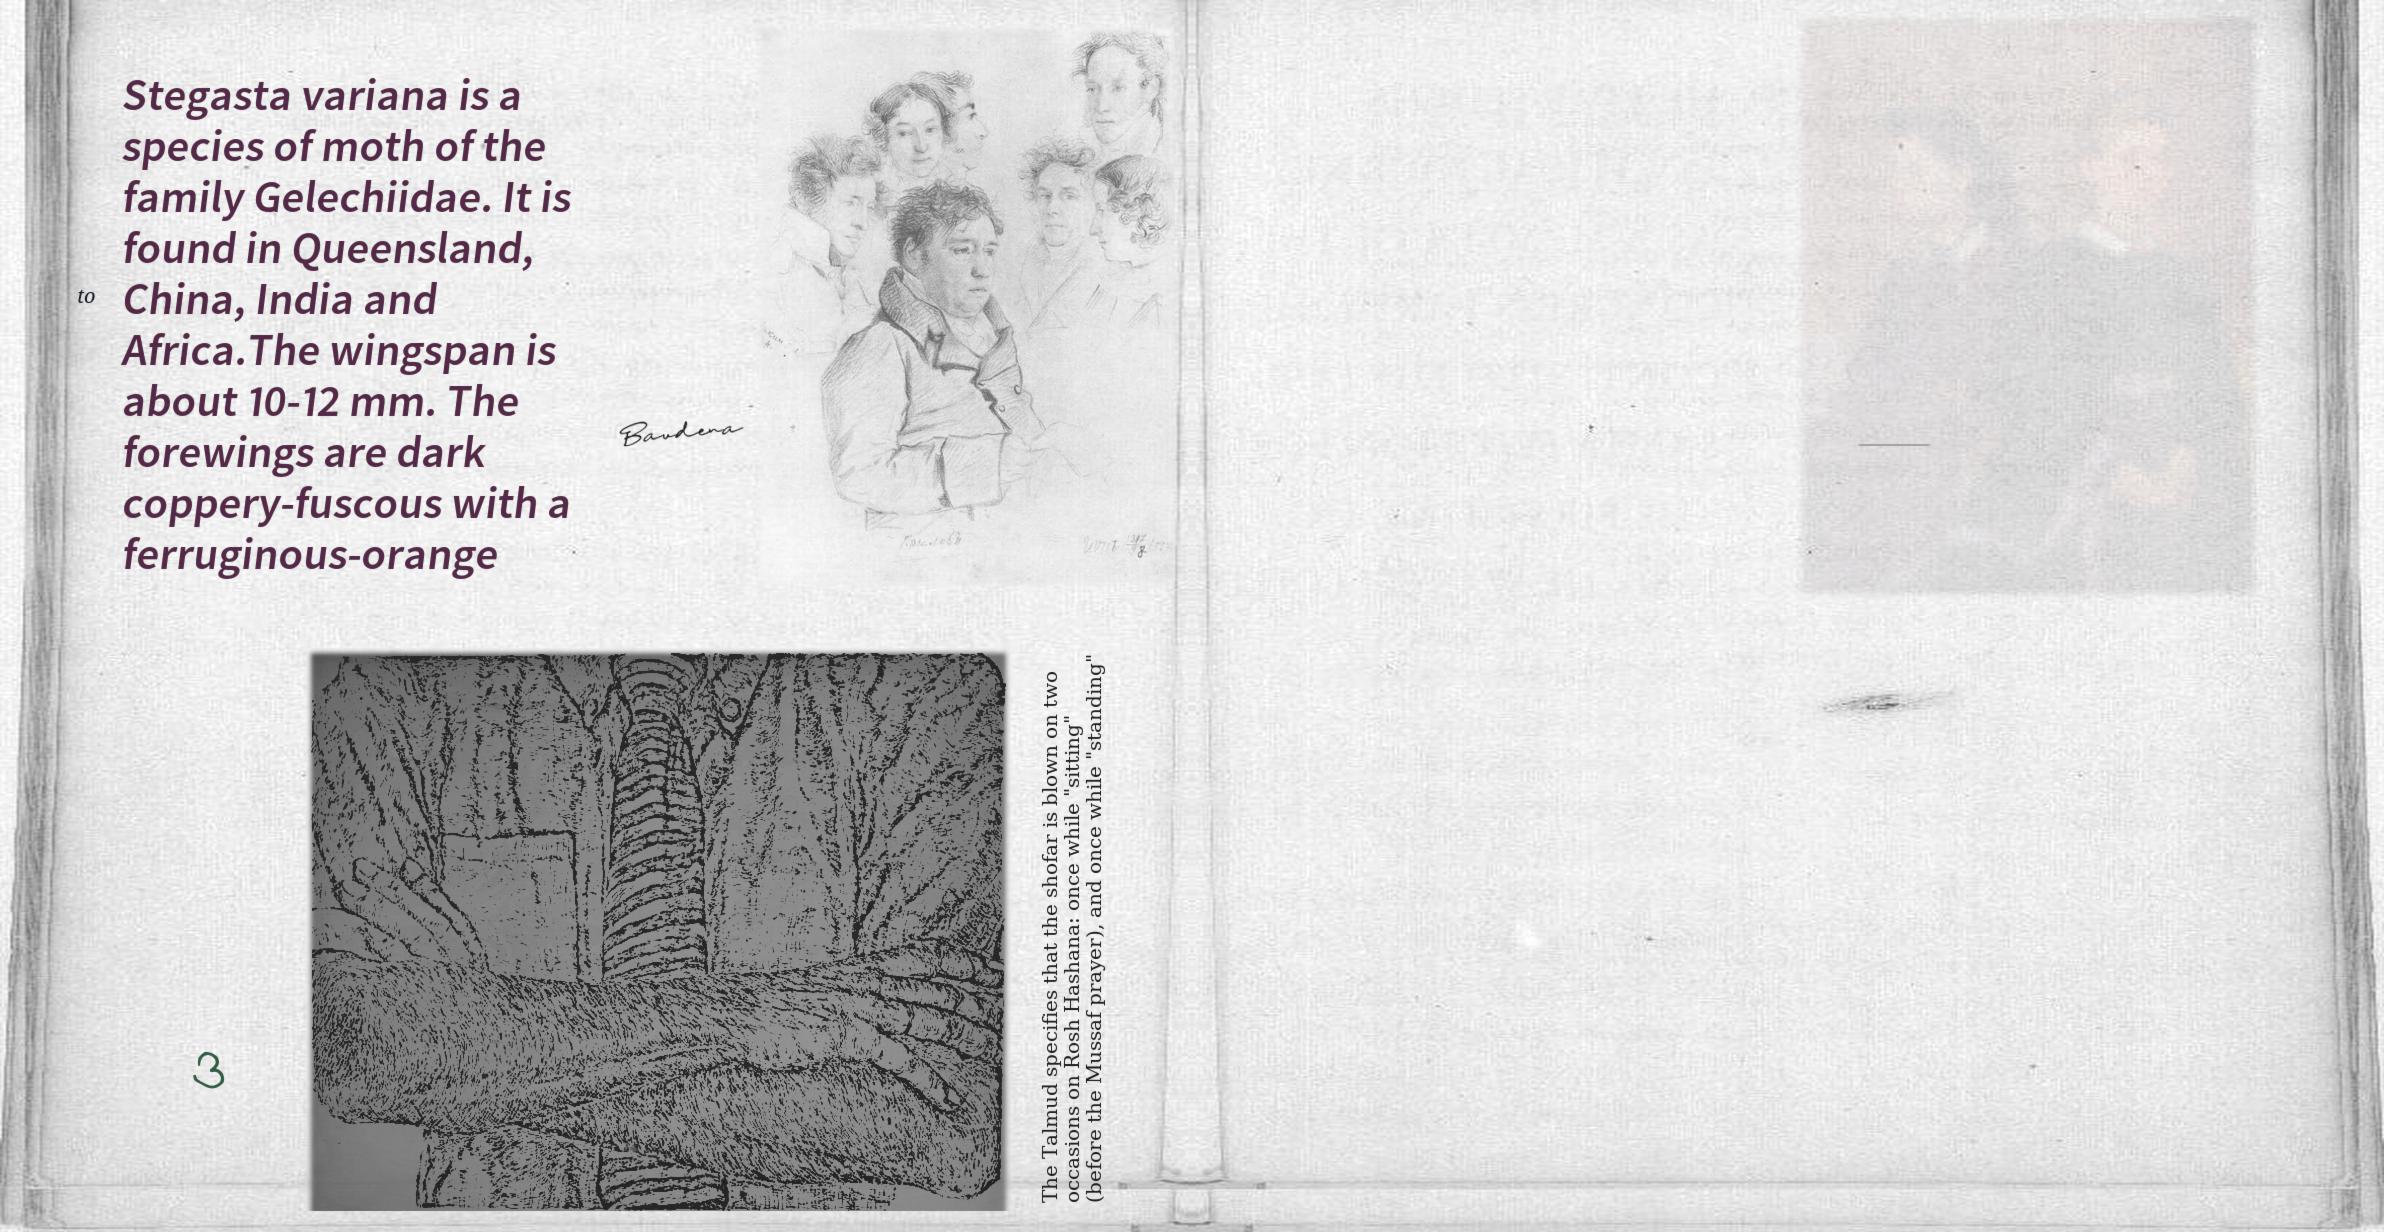 Stegasta variana is a
species of moth of the
family Gelechiidae. It is
found in Queensland,
to
China, India and
Africa.The wingspan is
about 10-12 mm. The
forewings are dark
coppery-fuscous with a
ferruginous-orange
Bandena
The Talmud specifies that the shofar is blown on two
occasions on Rosh Hashana: once while "sitting"
(before the Mussaf prayer), and once while "standing"
3